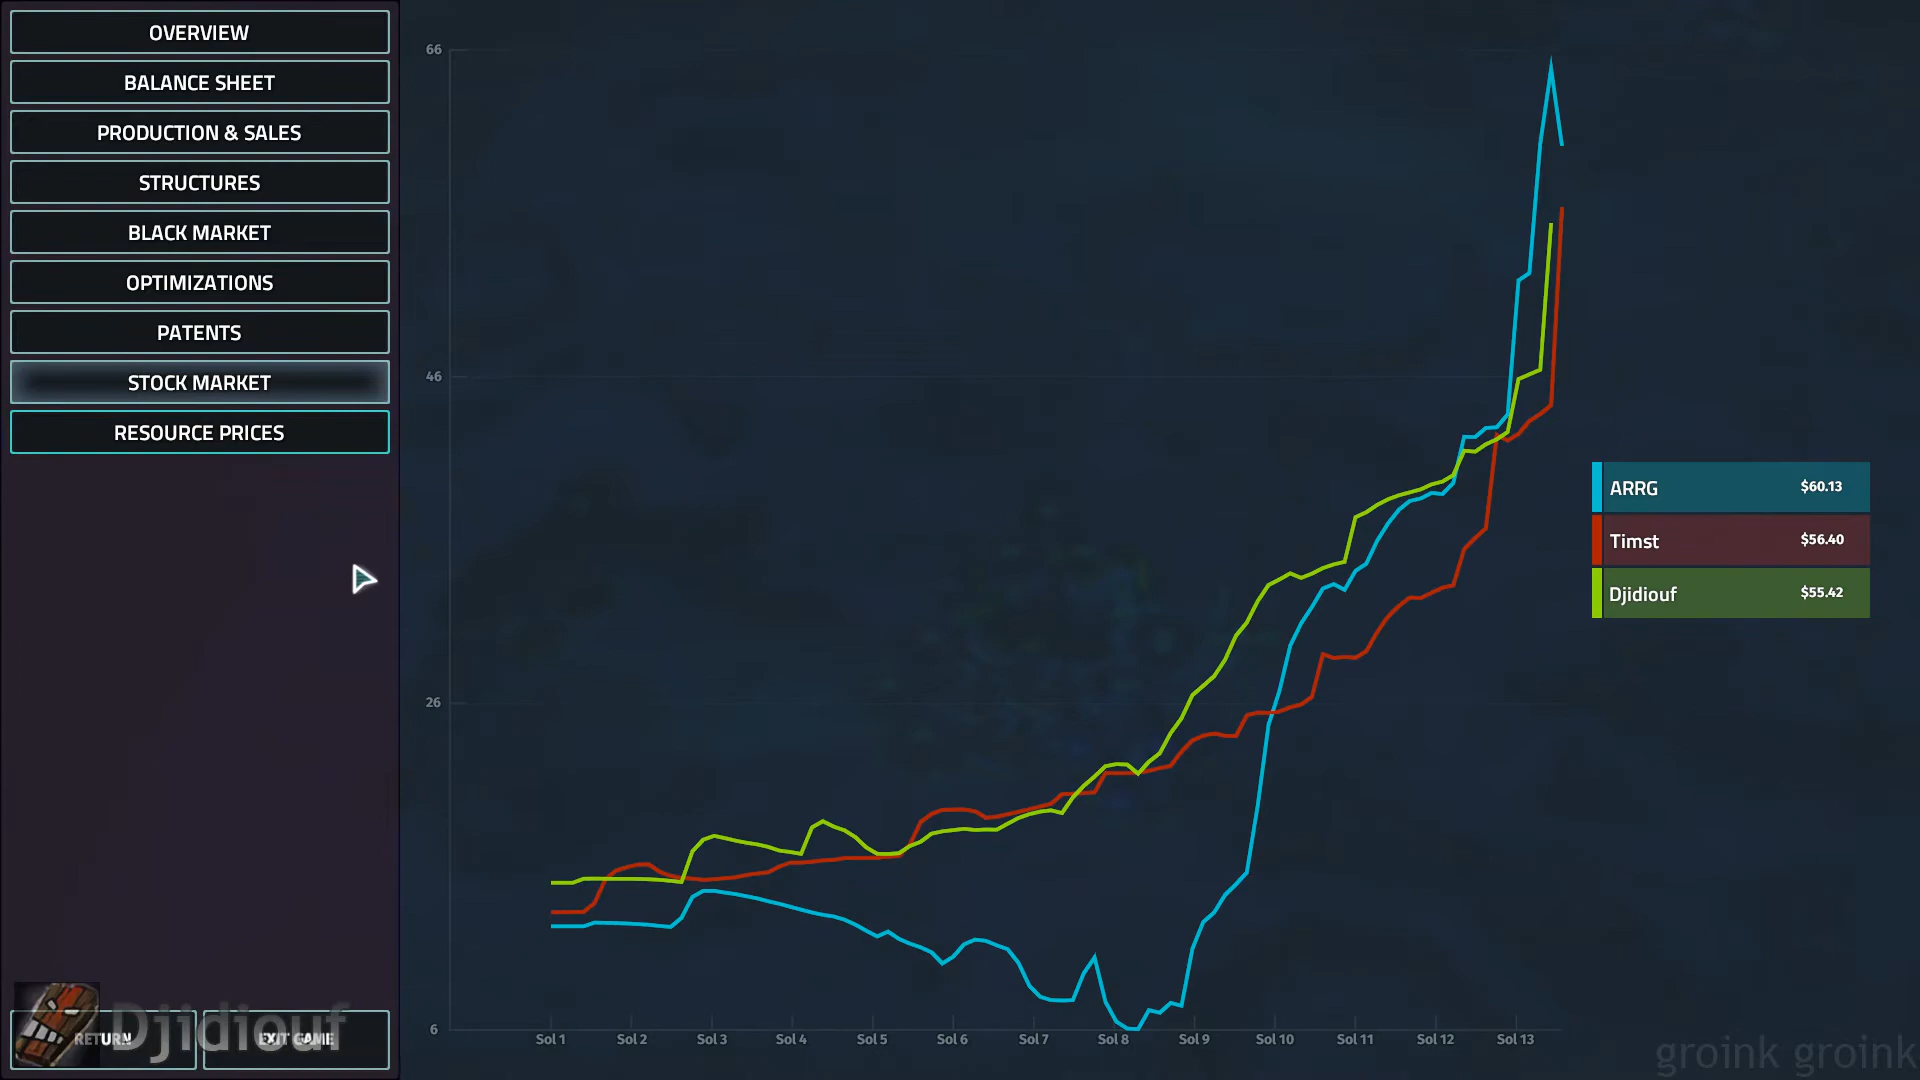 OVERVIEW
BALANCE SHEET
PRODUCTION & SALES
STRUCTURES
BLACK MARKET
OPTIMIZATIONS
PATENTS
STOCK MARKET
RESOURCE PRICES
66
46
26
6
Sol 1 Sol 2 Sol 3 Sol 4 Sol 5 Sol 6 Sol 7 Sol 8 Sol 9 Sol 10 Sol 11 Sol 12 Sol 13
ARRG $60.13
Timst $56.40
Djidiouf $55.42
RETURN
EXIT GAME
Djidiouf
groink groink